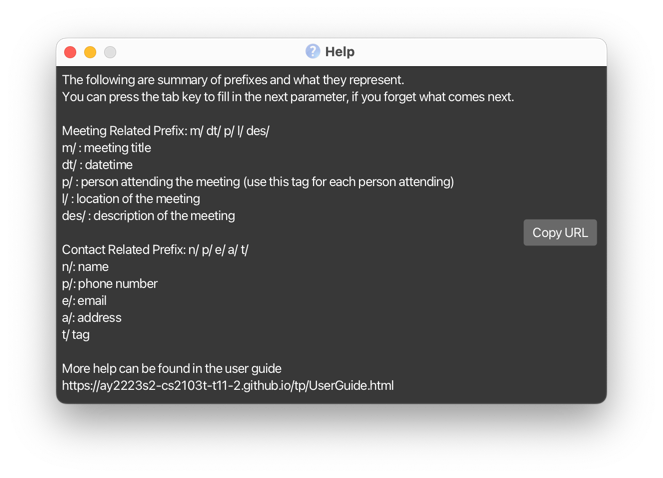 Help
The following are summary of prefixes and what they represent.
You can press the tab key to fill in the next parameter, if you forget what comes next.
Meeting Related Prefix: m/ dt/ p/ l/ des/
m/ : meeting title
dt/ : datetime
p/ : person attending the meeting (use this tag for each person attending)
l/ : location of the meeting
des/ : description of the meeting
Copy URL
Contact Related Prefix: n/ p/ e/ a/ t/
n/: name
p/: phone number
e/: email
a/: address
t/ tag
More help can be found in the user guide
https://ay2223s2-cs2103t-t11-2.github.io/tp/UserGuide.html